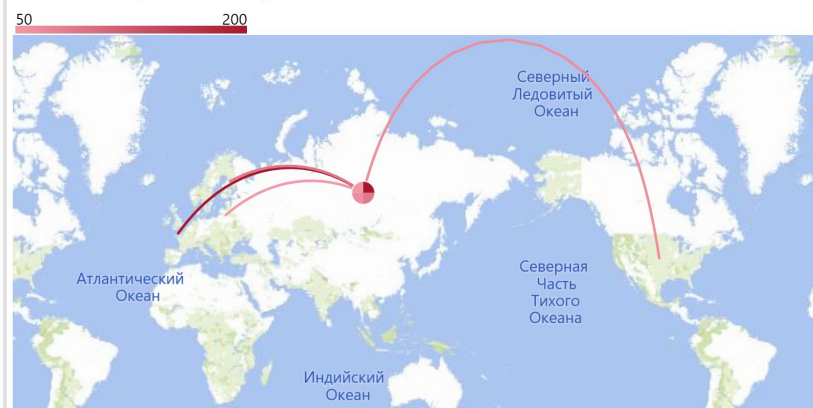 50 200
Северный
Ледовитый
Океан
Атлантический
Океан
Северная
Часть
Тихого
Океана
Индийский
Океан